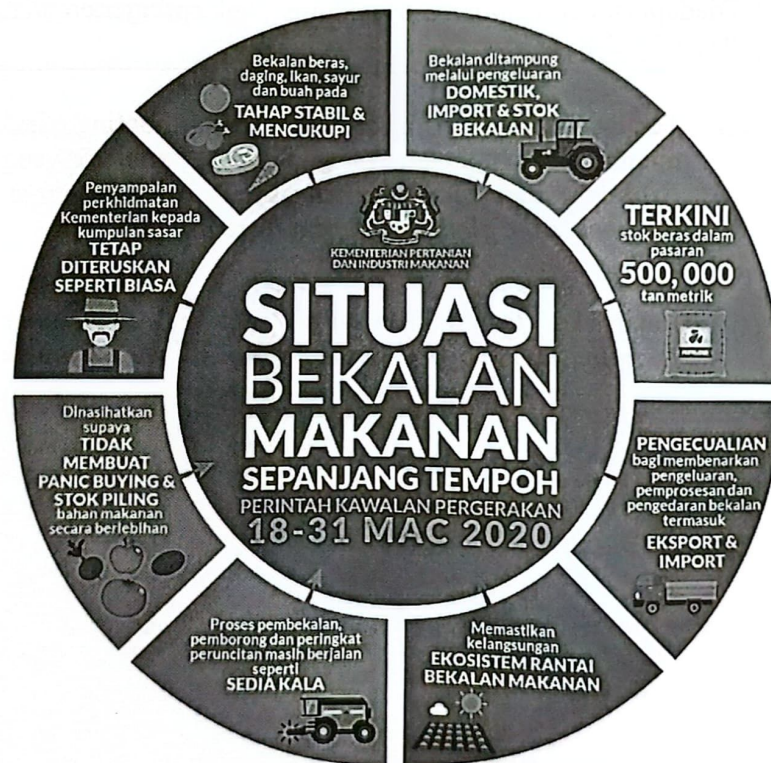 Bekalan beras,
daging, ikan, sayur
dan buah pada
TAHAP STABIL &
MENCUKUPI
Bekalan ditampung
melalui pengeluaran
DOMESTIK,
IMPORT & STOK
BEKALAN
TERKINI
stok beras dalam
pasaran
500,000
tan metrik
PENGECUALIAN
bagi membenarkan
pengeluaran,
pemprosesan dan
pengedaran bekalan
termasuk
EKSPORT &
IMPORT
Memastikan
kelangsungan
EKOSISTEM RANTAI
BEKALAN MAKANAN
Proses pembekalan,
pemborong dan peringkat
peruncitan masih berjalan
seperti
SEDIA KALA
Dinasihatkan
supaya
TIDAK
MEMBUAT
PANIC BUYING &
STOK PILING
bahan makanan
secara berlebihan
Penyampaian
perkhidmatan
Kementerian kepada
kumpulan sasar
TETAP
DITERUSKAN
SEPERTI BIASA
KEMENTERIAN PERTANIAN
DAN INDUSTRI MAKANAN
SITUASI
BEKALAN
MAKANAN
SEPANJANG TEMPOH
PERINTAH KAWALAN PERGERAKAN
18-31 MAC 2020